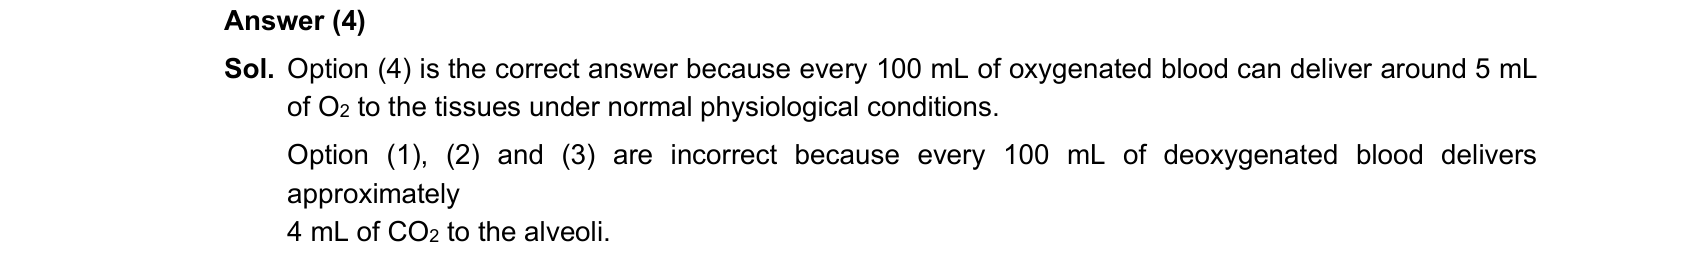 Answer (4)
Sol. Option (4) is the correct answer because every 100 mL of oxygenated blood can deliver around 5 mL
of O2 to the tissues under normal physiological conditions.
Option (1), (2) and (3) are incorrect because every 100 mL of deoxygenated blood delivers
approximately
4 mL of CO2 to the alveoli.